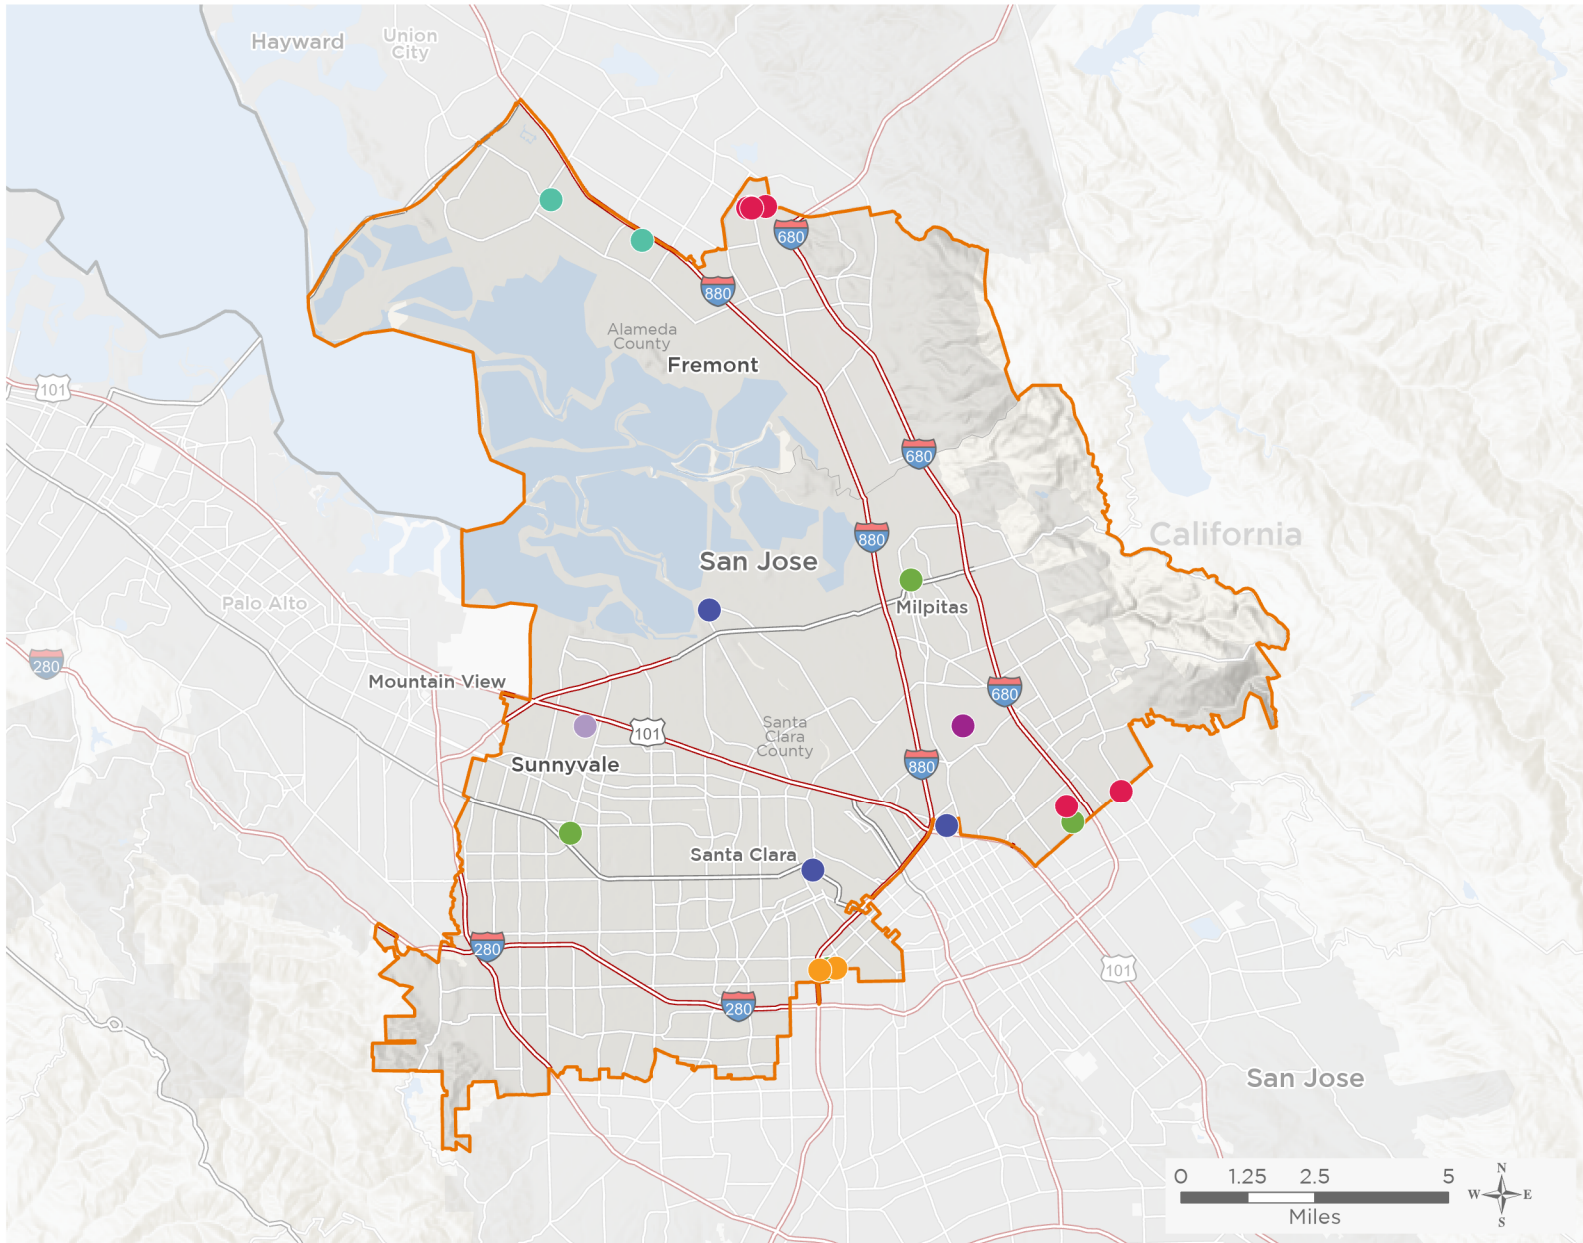 Hayward
Union
City
680
880
Alameda
County
Fremont
101
680
880
California
San Jose
Palo Alto
Milpitas
280
Mountain View
680
Santa
Clara
County
101
Sunnyvale
880
Santa Clara
280
101
280
San Jose
0 1.25 2.5 5
Miles
N
W E
S